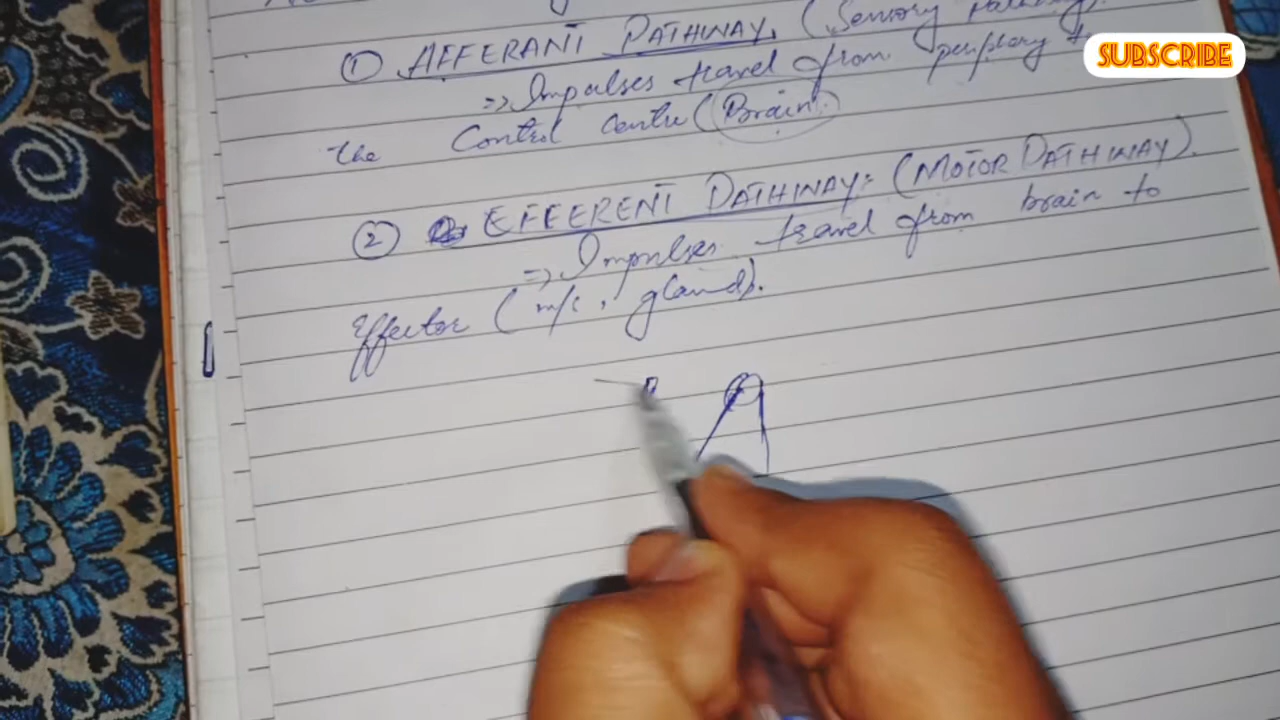 ① AFFERANT PATHWAY. (Sensory Pathway).
SUBSCRIBE
⇒ Impulses travel from periphery to
the Control centre (Brain.
② EFFERENT PATHWAY: (MOTOR PATHWAY).
⇒ Impulses travel from brain to
Effector (m/c, gland).